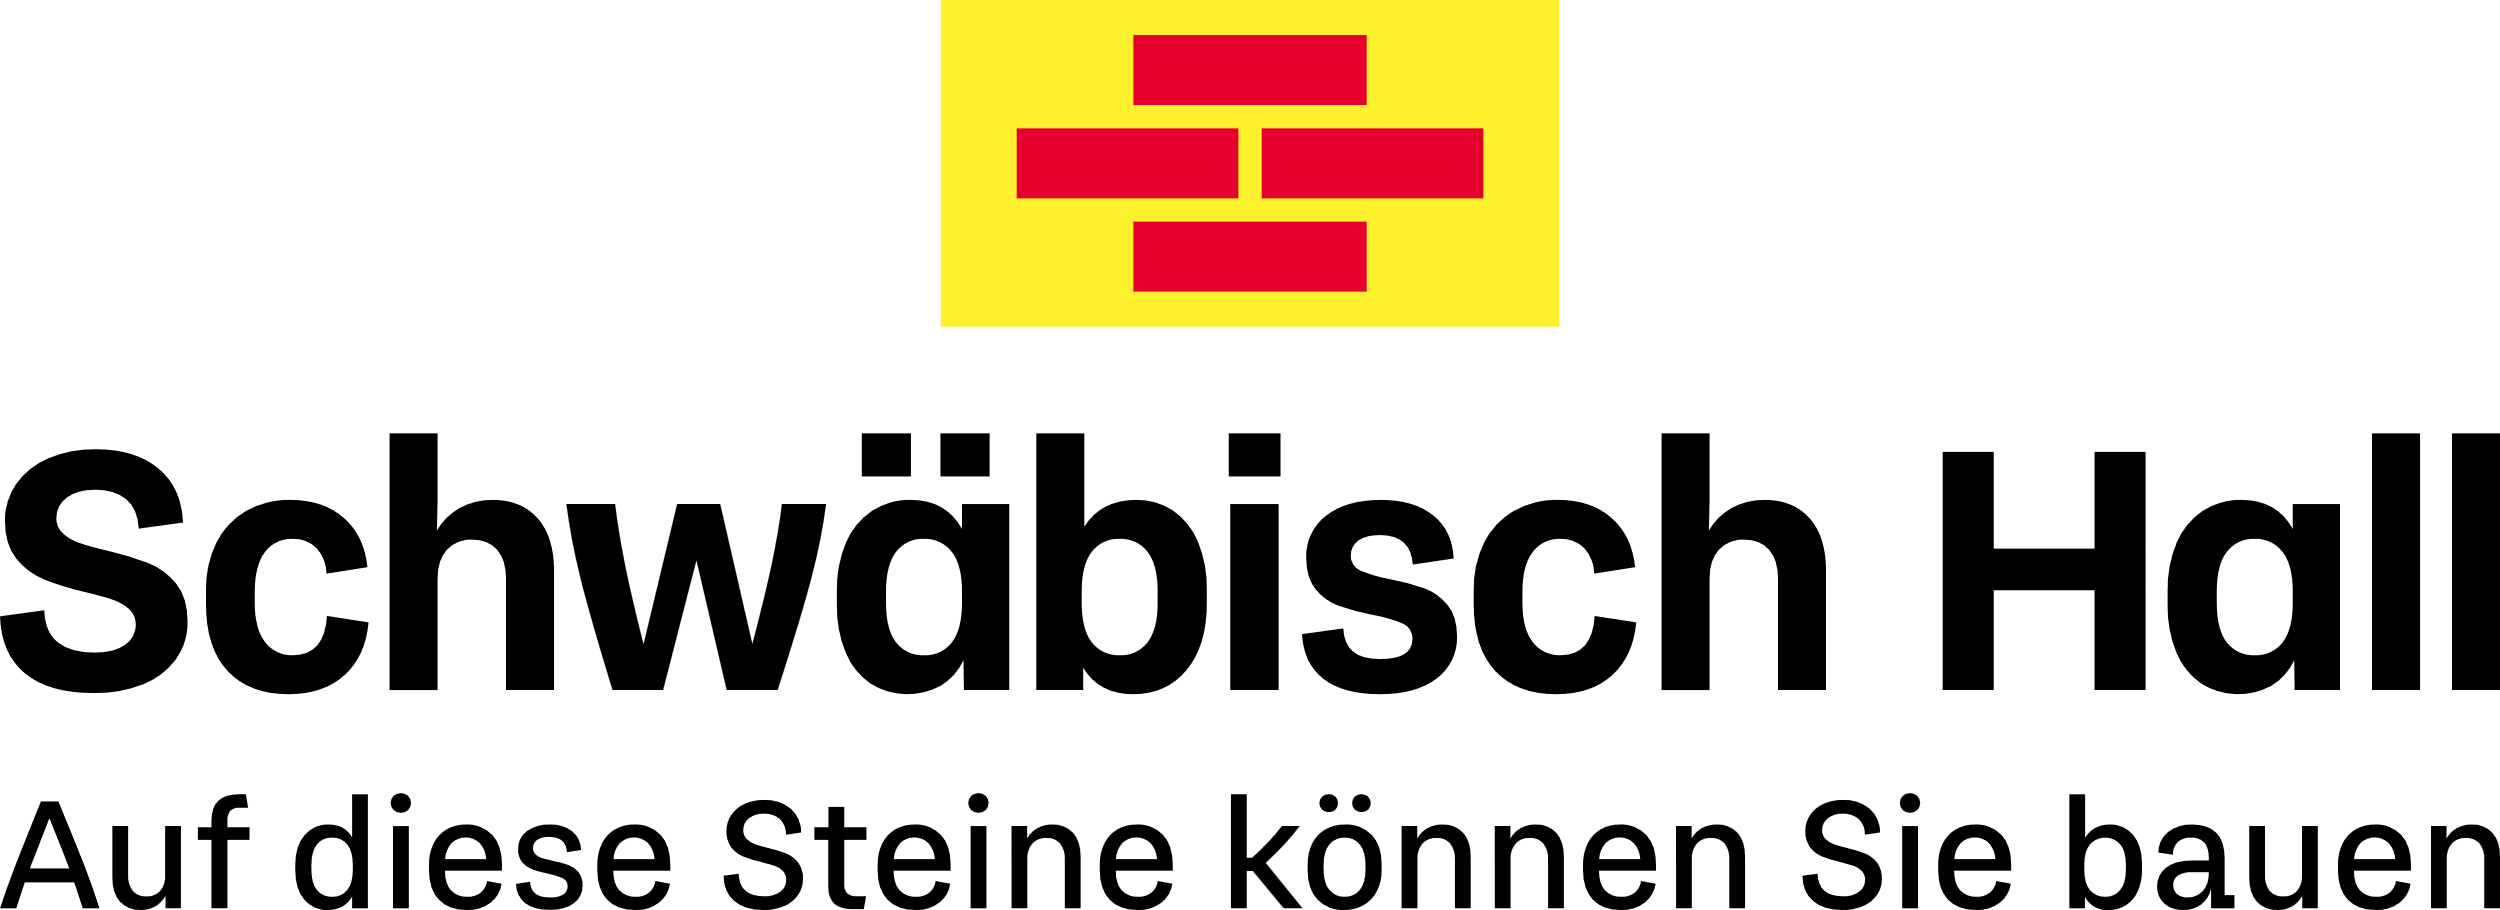 Schwäbisch Hall
Auf diese Steine können Sie bauen